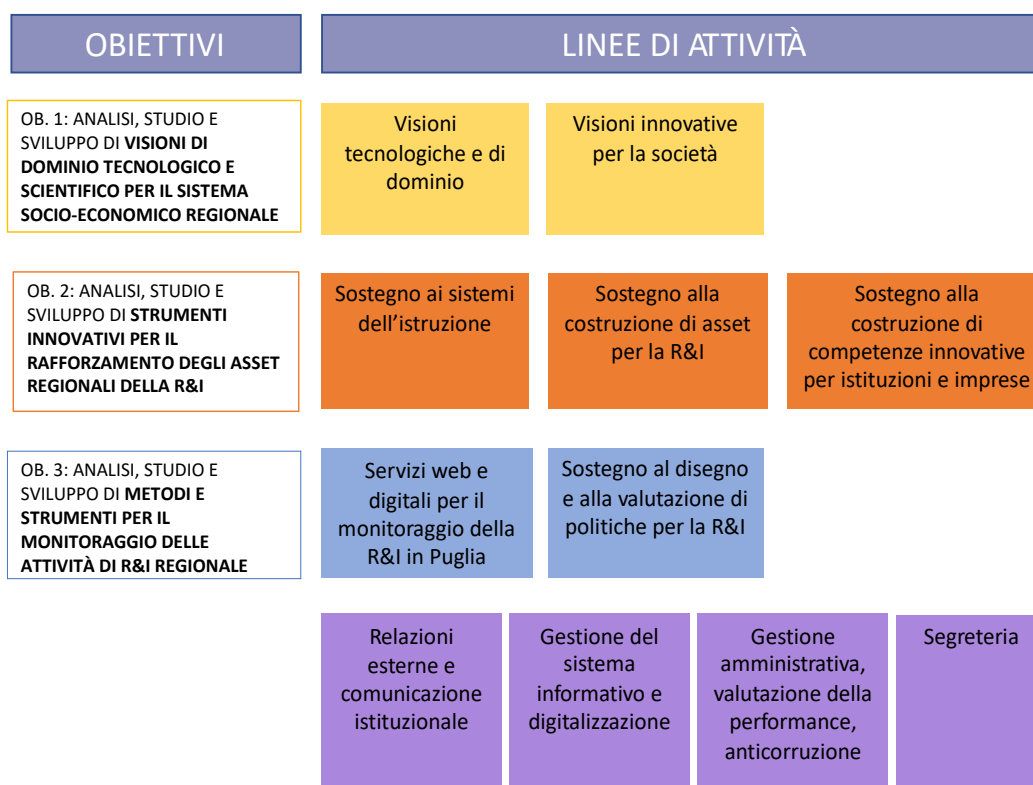 OBIETTIVI
LINEE DI ATTIVITÀ
OB. 1: ANALISI, STUDIO E
SVILUPPO DI VISIONI DI
DOMINIO TECNOLOGICO E
SCIENTIFICO PER IL SISTEMA
SOCIO-ECONOMICO REGIONALE
Visioni
tecnologiche e di
dominio
Visioni innovative
per la società
OB. 2: ANALISI, STUDIO E
SVILUPPO DI STRUMENTI
INNOVATIVI PER IL
RAFFORZAMENTO DEGLI ASSET
REGIONALI DELLA R&I
Sostegno ai sistemi
dell’istruzione
Sostegno alla
costruzione di asset
per la R&I
Sostegno alla
costruzione di
competenze innovative
per istituzioni e imprese
OB. 3: ANALISI, STUDIO E
SVILUPPO DI METODI E
STRUMENTI PER IL
MONITORAGGIO DELLE
ATTIVITÀ DI R&I REGIONALE
Servizi web e
digitali per il
monitoraggio della
R&I in Puglia
Sostegno al disegno
e alla valutazione di
politiche per la R&I
Relazioni
esterne e
comunicazione
istituzionale
Gestione del
sistema
informativo e
digitalizzazione
Gestione
amministrativa,
valutazione della
performance,
anticorruzione
Segreteria